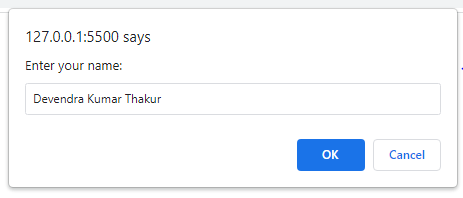 127.0.0.1:5500 says
Enter your name:
Devendra Kumar Thakur
OK Cancel